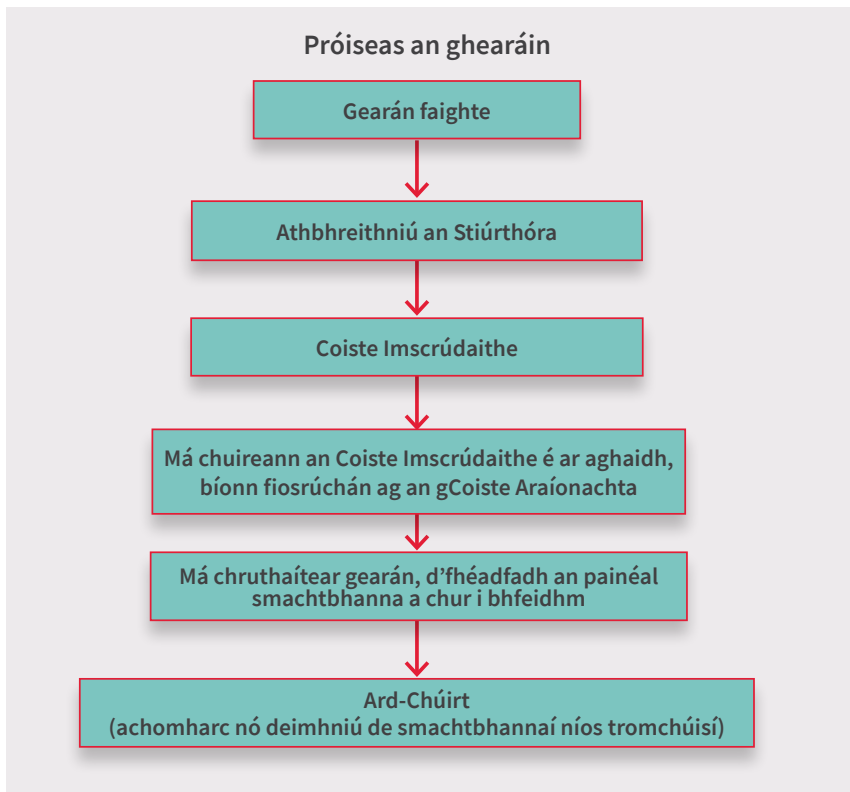 Próiseas an ghearáin
Gearán faighte
Athbhreithniú an Stiúrthóra
Coiste Imscrúdaithe
Má chuireann an Coiste Imscrúdaithe é ar aghaidh,
bíonn fiosrúchán ag an gCoiste Araíonachta
Má chruthaítear gearán, d’fhéadfadh an painéal
smachtbhanna a chur i bhfeidhm
Ard-Chúirt
(achomharc nó deimhniú de smachtbhannaí níos tromchúisí)